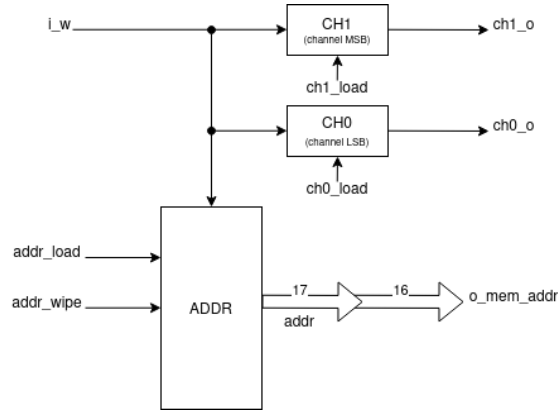 i_w
CH1
(channel MSB)
ch1_o
ch1_load
CH0
(channel LSB)
ch0_o
ch0_load
addr_load
addr_wipe
ADDR
17
addr
16
o_mem_addr